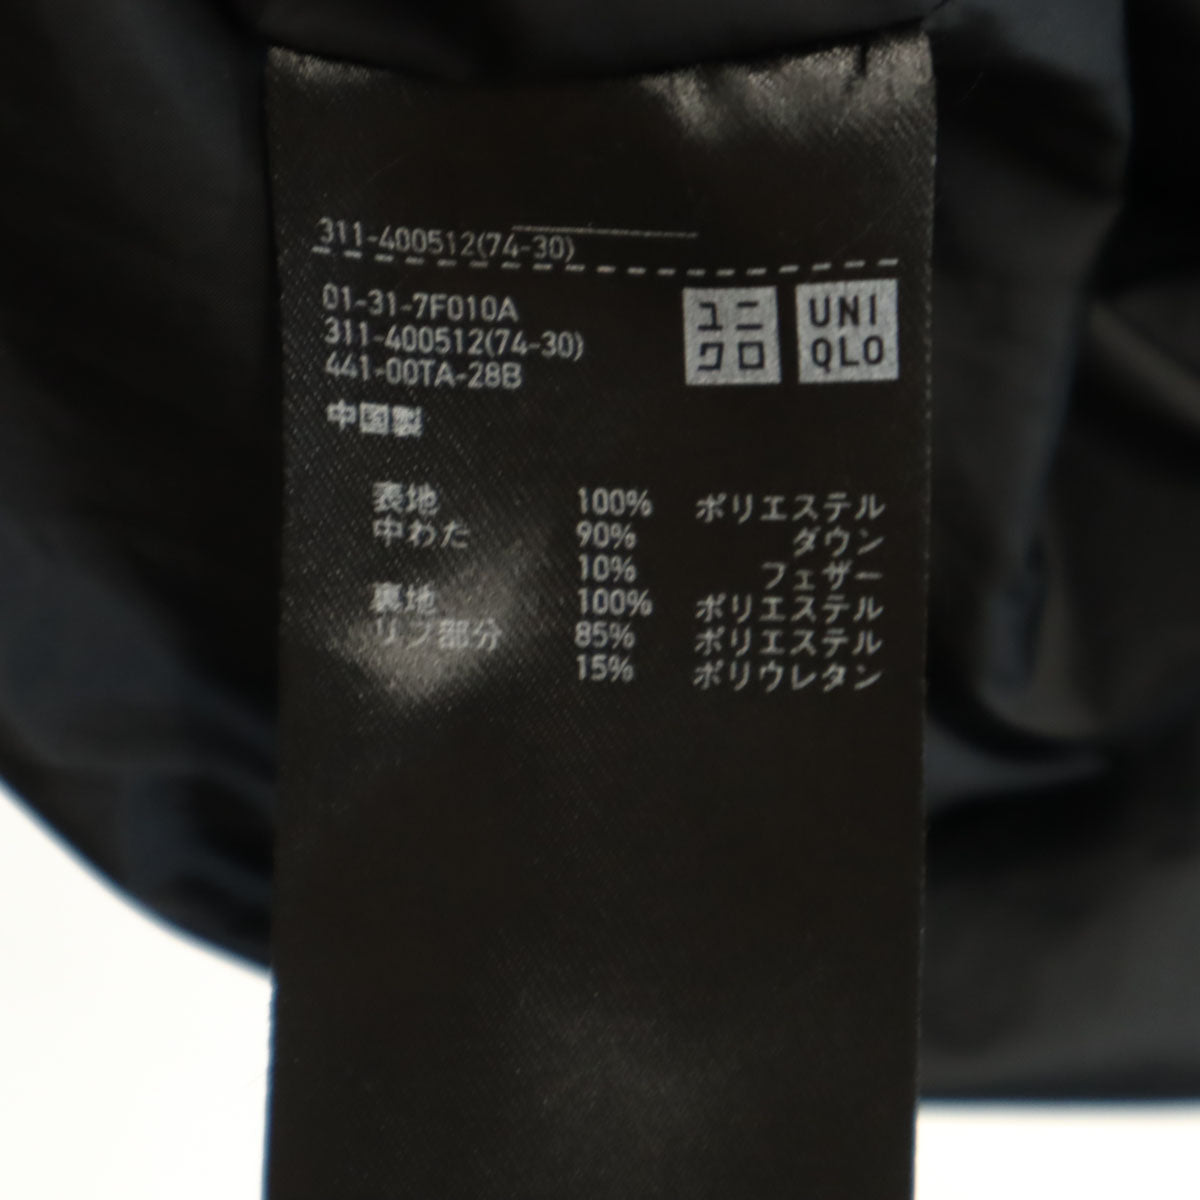 311-400512(74-30)
01-31-7F010A
311-400512(74-30)
441-00TA-28B
中国製
ユニ
クロ
UNI
QLO
表地 100% ポリエステル
中わた 90% ダウン
10% フェザー
裏地 100% ポリエステル
リブ部分 85% ポリエステル
15% ポリウレタン